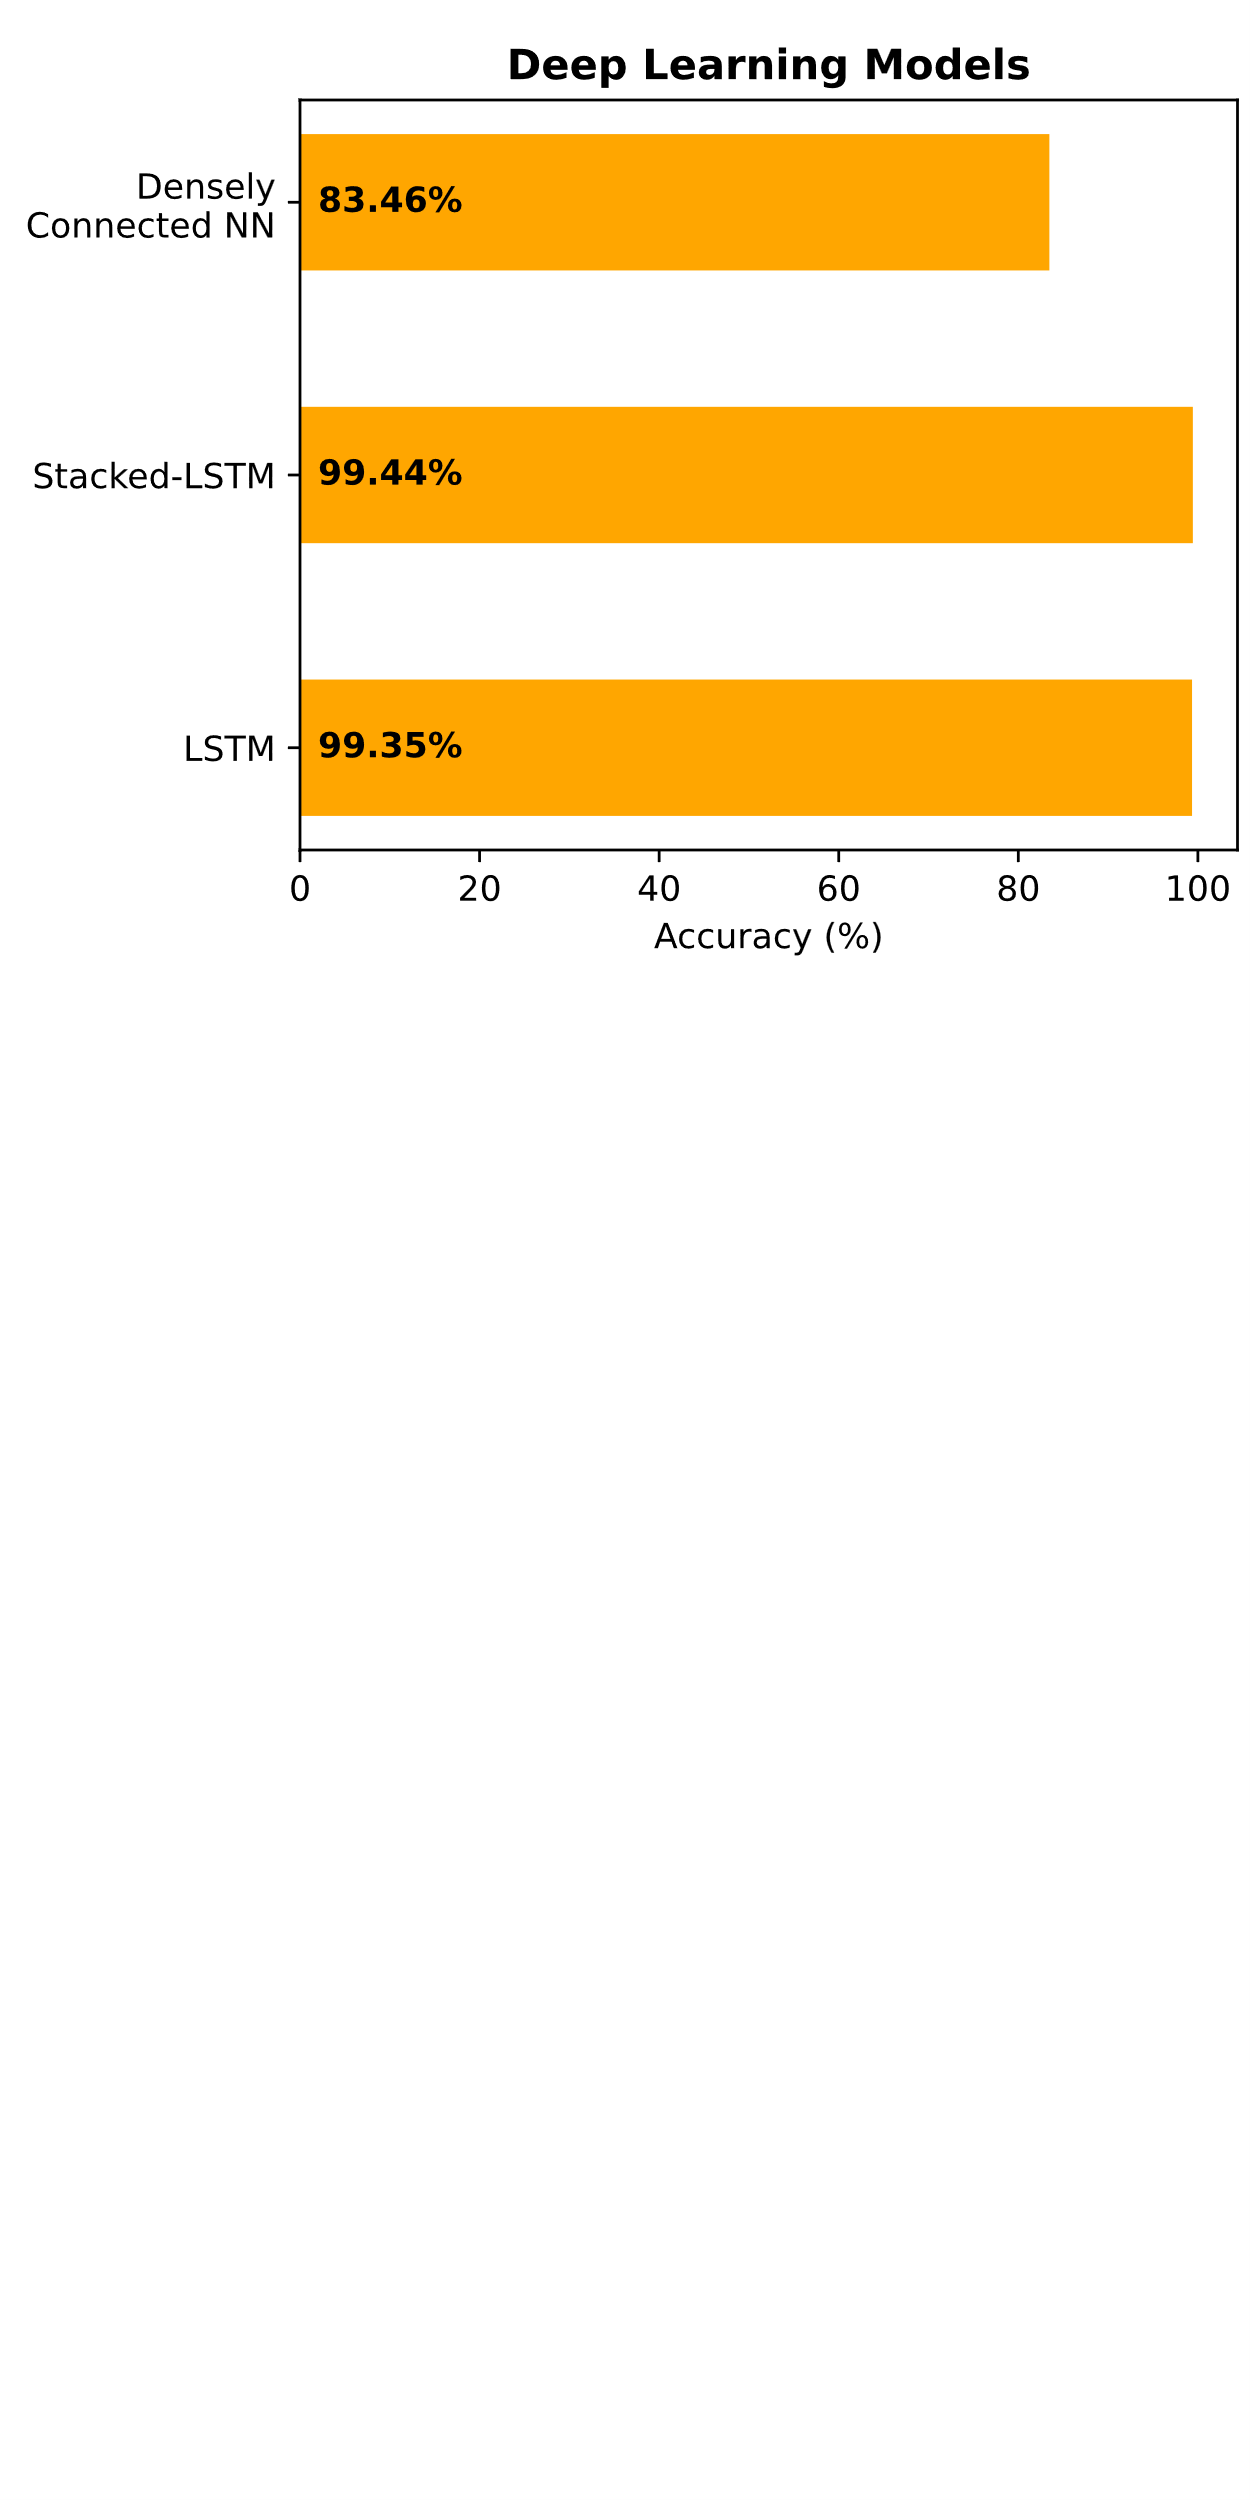 Deep Learning Models
Densely
Connected NN
83.46%
Stacked-LSTM
99.44%
LSTM
99.35%
0 20 40 60 80 100
Accuracy (%)